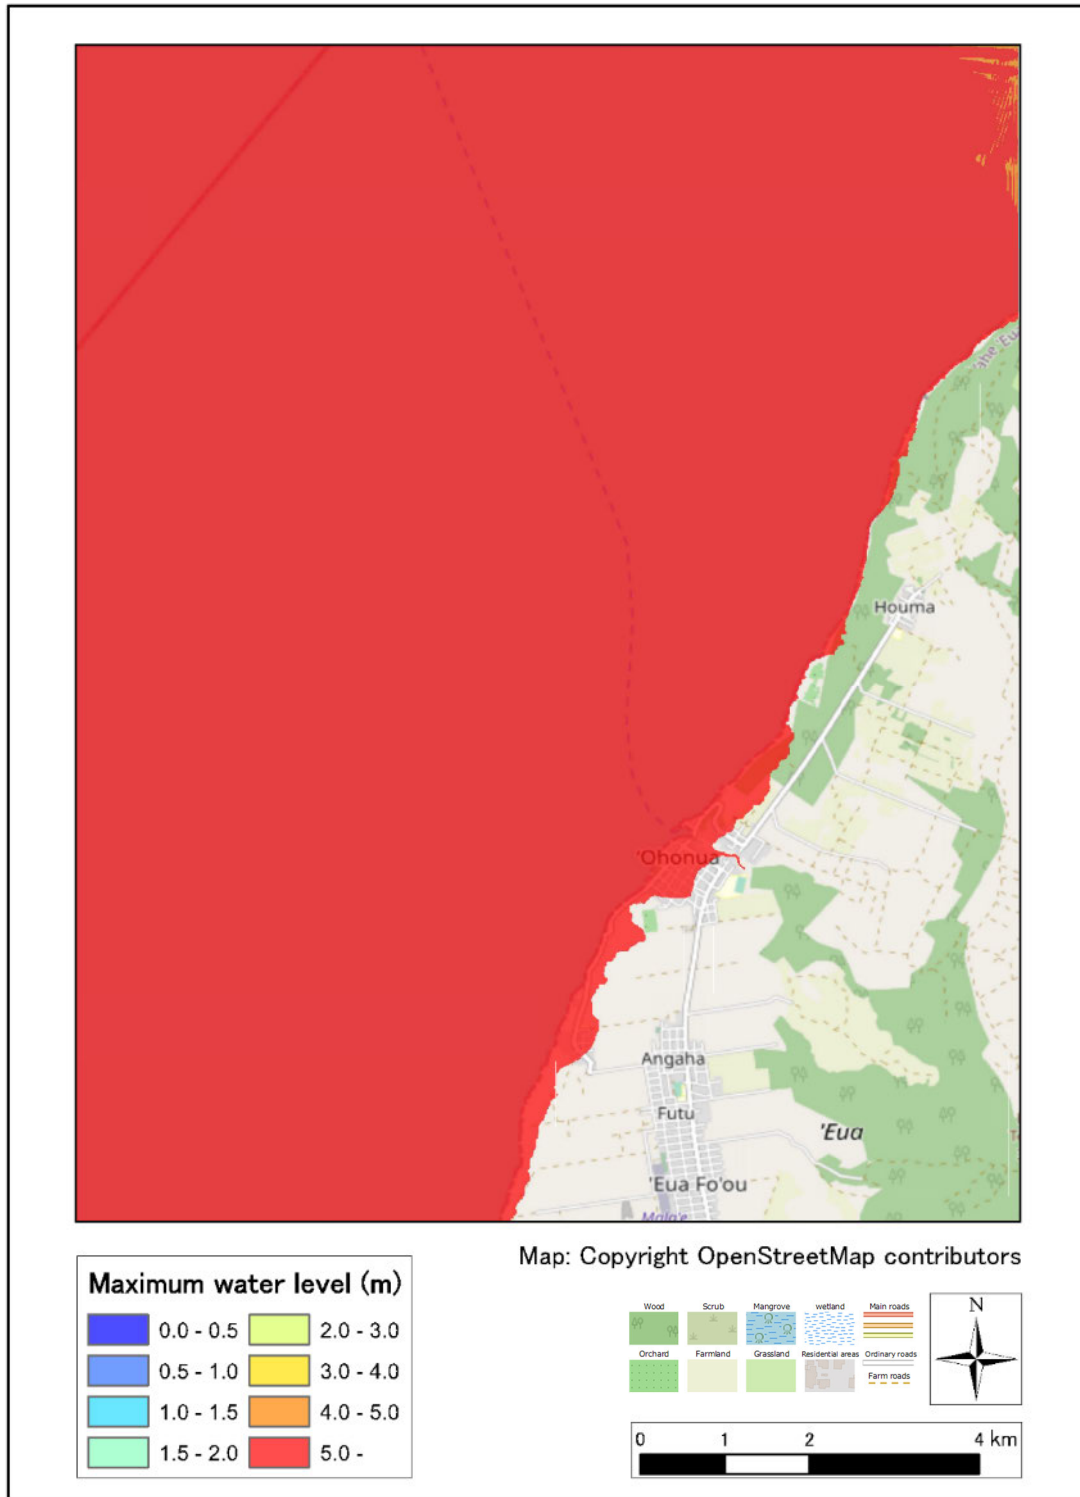 Houma
'Ohonua
Angaha
Futu
'Eua
'Eua Fo'ou
Map: Copyright OpenStreetMap contributors
Maximum water level (m)
0.0 - 0.5
2.0 - 3.0
0.5 - 1.0
3.0 - 4.0
1.0 - 1.5
4.0 - 5.0
1.5 - 2.0
5.0 -
Wood Scrub Mangrove wetland Main roads
Orchard Farmland Grassland Residential areas Ordinary roads
Farm roads
N
0 1 2 4 km